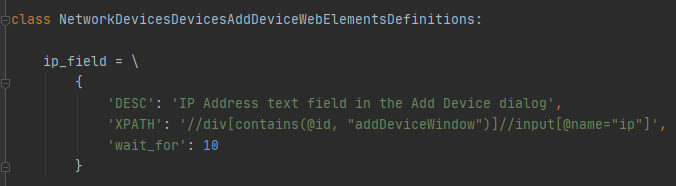 class NetworkDevicesDevicesAddDeviceWebElementsDefinitions:
ip_field = \
{
'DESC': 'IP Address text field in the Add Device dialog',
'XPATH': '//div[contains(@id, "addDeviceWindow")]//input[@name="ip"]',
'wait_for': 10
}